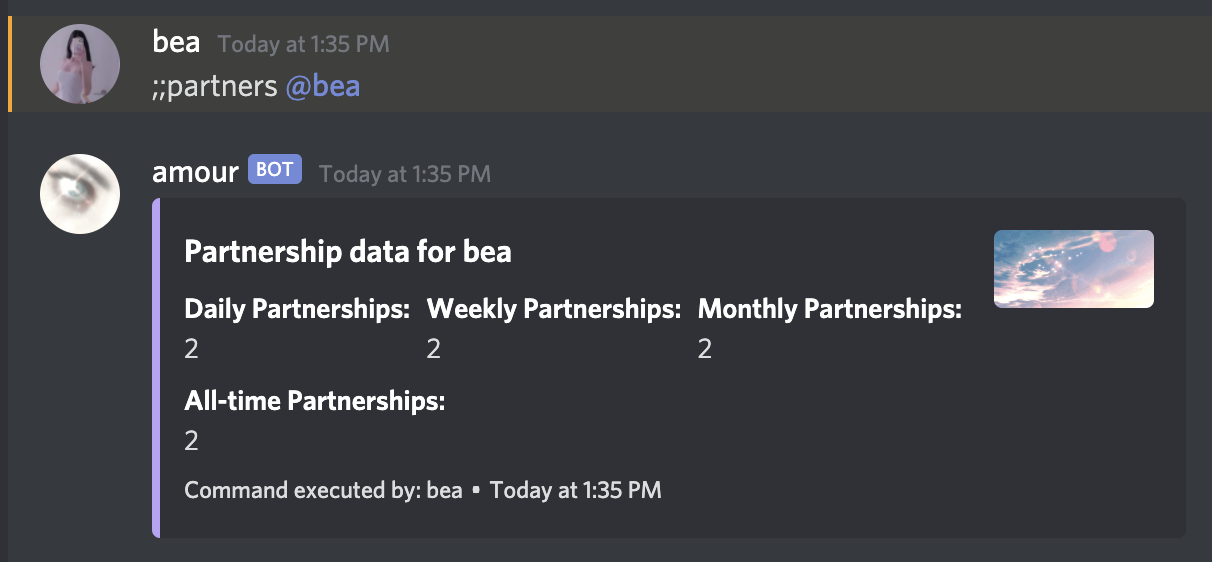 bea Today at 1:35 PM
;;partners @bea
amour BOT Today at 1:35 PM
Partnership data for bea
Daily Partnerships: Weekly Partnerships: Monthly Partnerships:
2 2 2
All-time Partnerships:
2
Command executed by: bea • Today at 1:35 PM